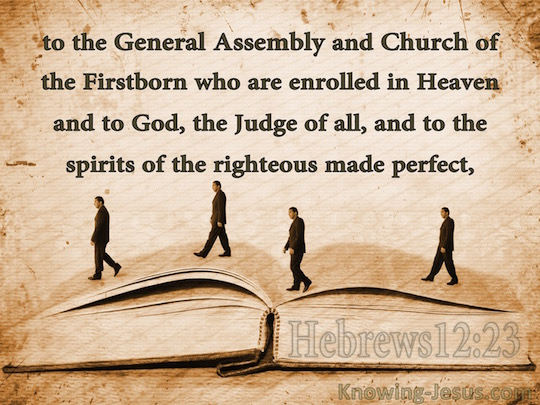 to the General Assembly and Church of
the Firstborn who are enrolled in Heaven
and to God, the Judge of all, and to the
spirits of the righteous made perfect,
Hebrews12:23
Knowing-Jesus.com